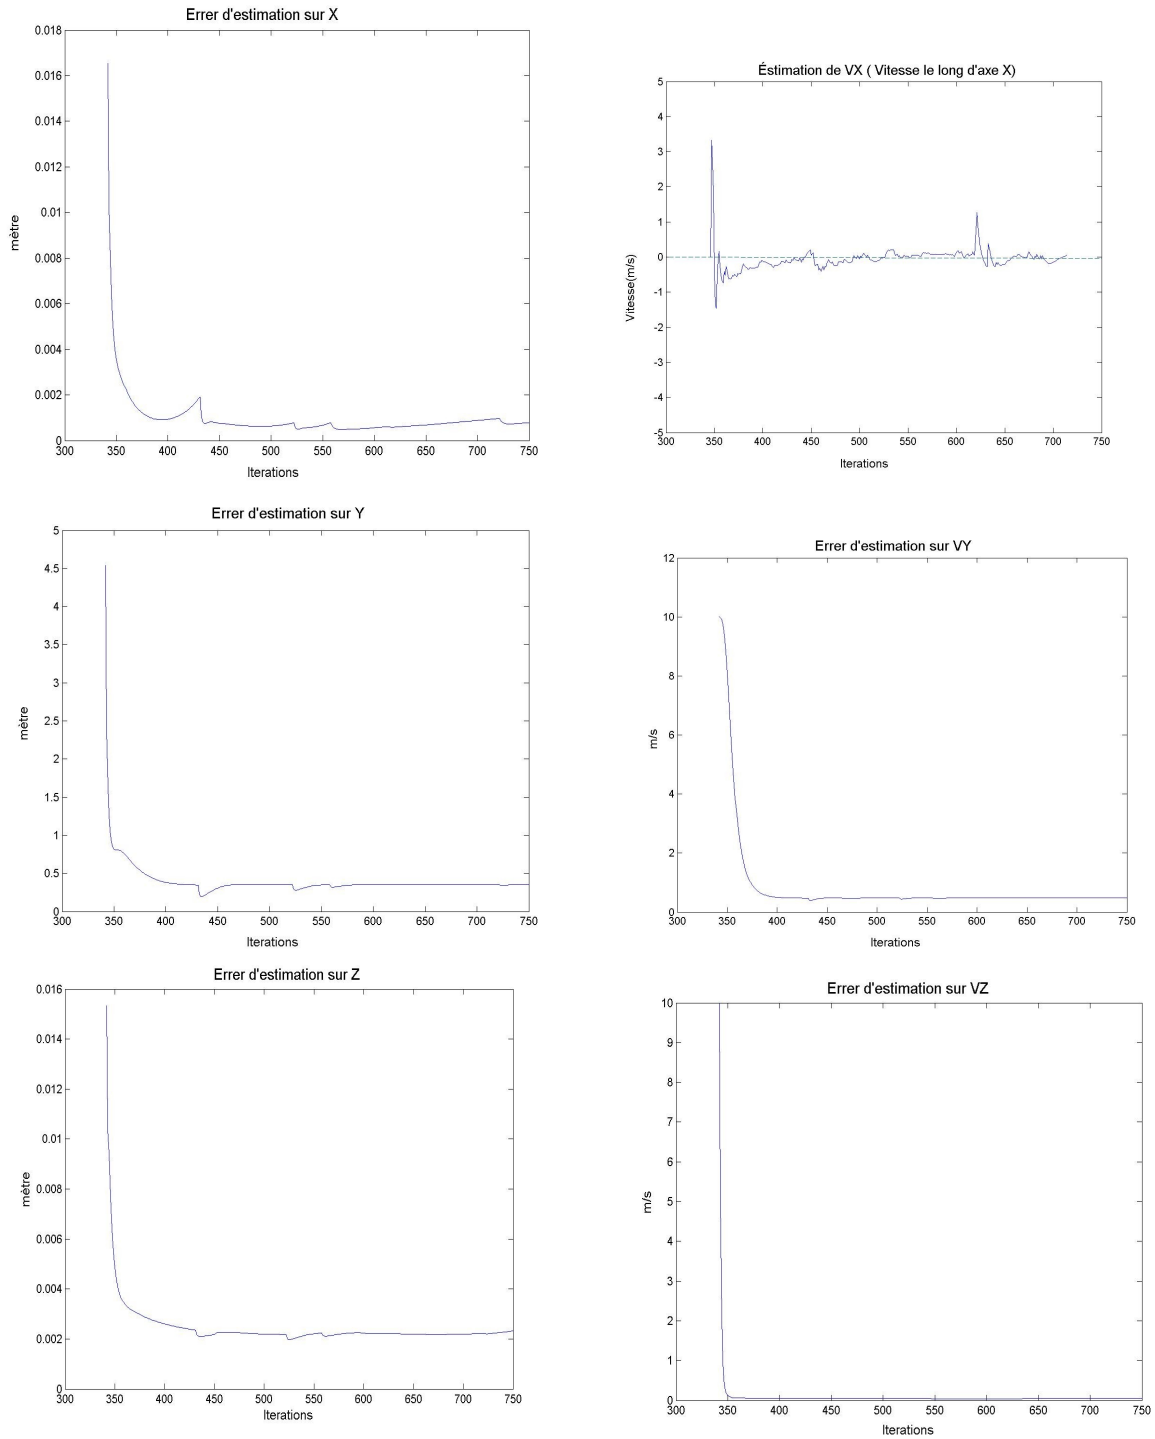 Errer d'estimation sur X
0.018
0.016
0.014
0.012
0.01
0.008
0.006
0.004
0.002
0
mètre
300 350 400 450 500 550 600 650 700 750
Iterations
Éstimation de VX ( Vitesse le long d'axe X)
5
4
3
2
1
0
-1
-2
-3
-4
-5
Vitesse(m/s)
300 350 400 450 500 550 600 650 700 750
Iterations
Errer d'estimation sur Y
5
4.5
4
3.5
3
2.5
2
1.5
1
0.5
0
mètre
300 350 400 450 500 550 600 650 700 750
Iterations
Errer d'estimation sur VY
12
10
8
6
4
2
0
m/s
300 350 400 450 500 550 600 650 700 750
Iterations
Errer d'estimation sur Z
0.016
0.014
0.012
0.01
0.008
0.006
0.004
0.002
0
mètre
300 350 400 450 500 550 600 650 700 750
Iterations
Errer d'estimation sur VZ
10
9
8
7
6
5
4
3
2
1
0
m/s
300 350 400 450 500 550 600 650 700 750
Iterations